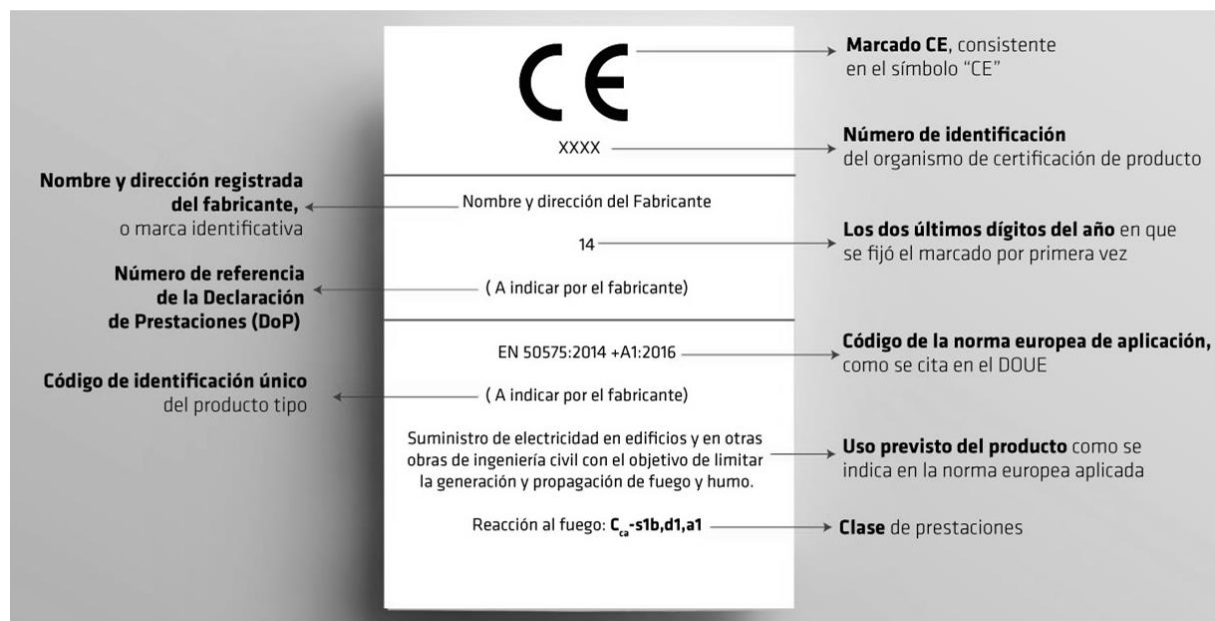 CE
XXXX
Nombre y dirección del Fabricante
14
( A indicar por el fabricante)
EN 50575:2014 +A1:2016
( A indicar por el fabricante)
Suministro de electricidad en edificios y en otras
obras de ingeniería civil con el objetivo de limitar
la generación y propagación de fuego y humo.
Reacción al fuego: Cca-s1b,d1,a1
Nombre y dirección registrada
del fabricante,
o marca identificativa
Número de referencia
de la Declaración
de Prestaciones (DoP)
Código de identificación único
del producto tipo
Marcado CE, consistente
en el símbolo “CE”
Número de identificación
del organismo de certificación de producto
Los dos últimos dígitos del año en que
se fijó el marcado por primera vez
Código de la norma europea de aplicación,
como se cita en el DOUE
Uso previsto del producto como se
indica en la norma europea aplicada
Clase de prestaciones